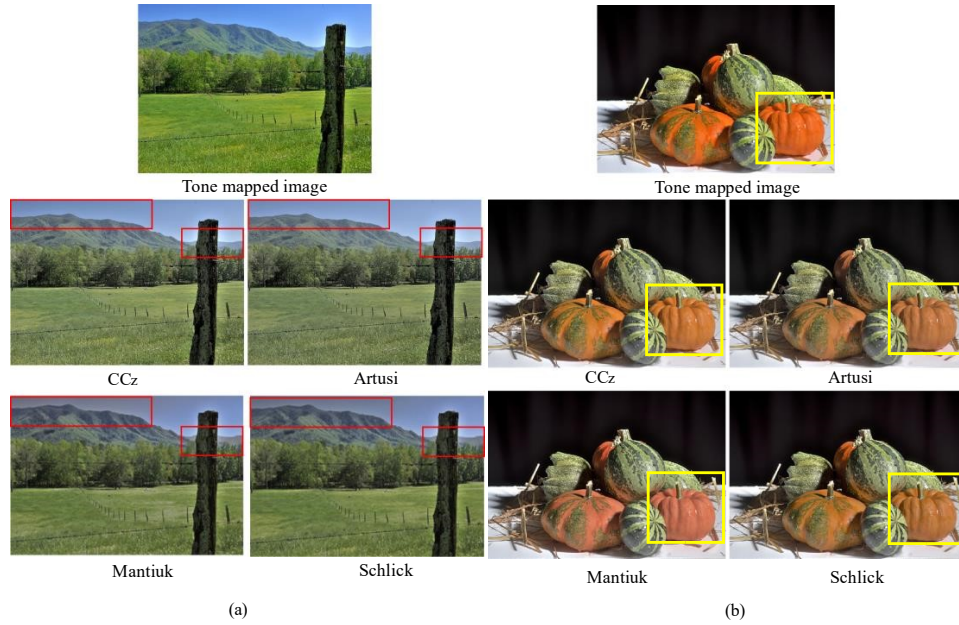 Tone mapped image
Tone mapped image
CCz
Artusi
CCz
Artusi
Mantiuk
Schlick
Mantiuk
Schlick
(a)
(b)